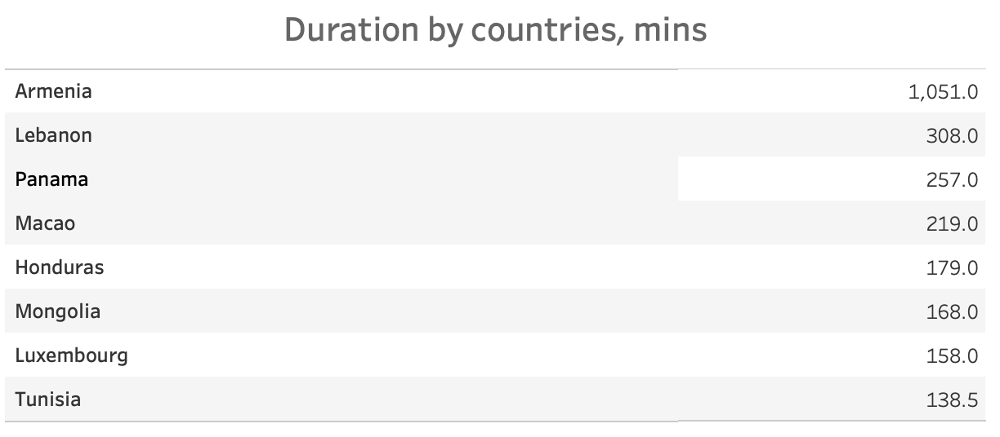 Duration by countries, mins
Armenia 1,051.0
Lebanon 308.0
Panama 257.0
Macao 219.0
Honduras 179.0
Mongolia 168.0
Luxembourg 158.0
Tunisia 138.5